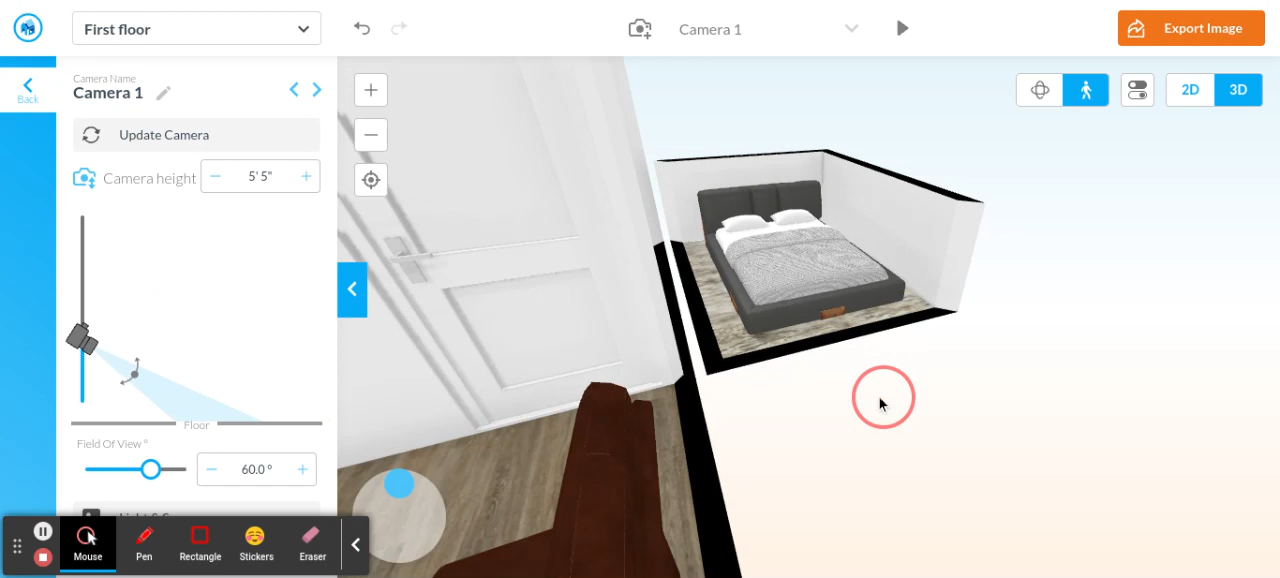 First floor
Camera 1
Export Image
Back
Camera Name
Camera 1
Update Camera
2D
3D
Camera height
5' 5"
Floor
Field Of View °
60.0 °
Mouse
Pen
Rectangle
Stickers
Eraser